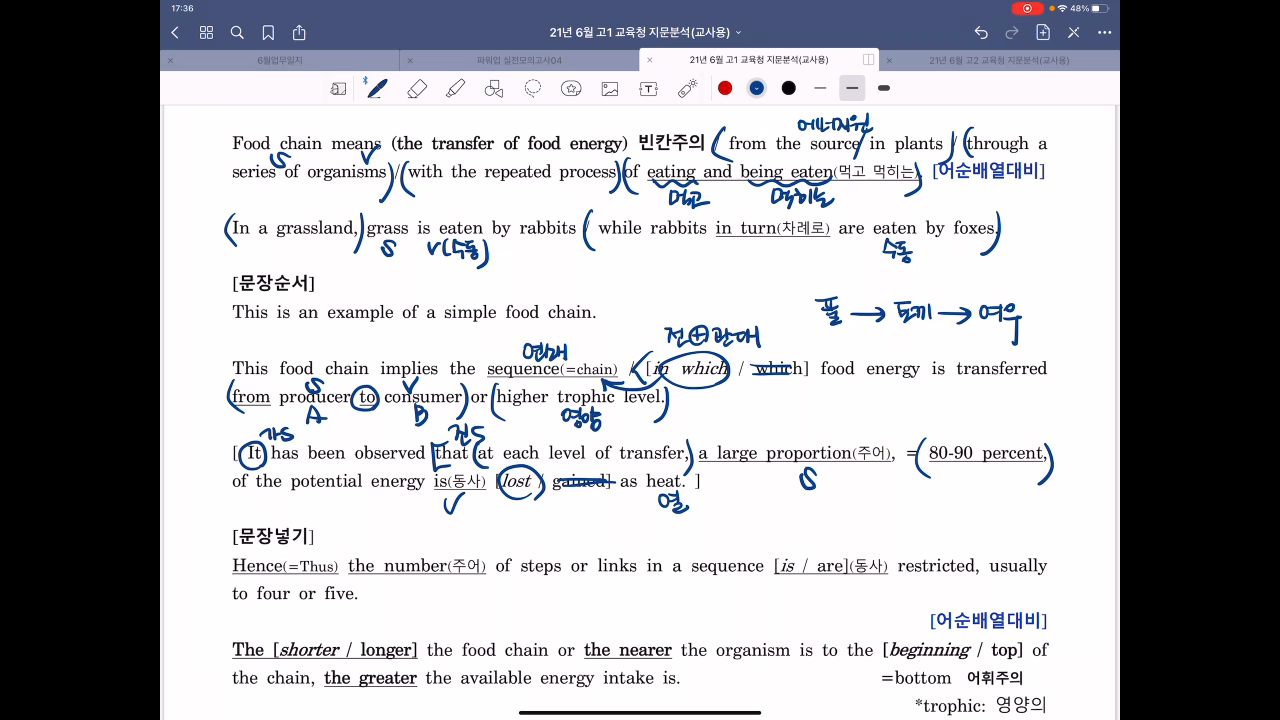 17:36
48%
21년 6월 고1 교육청 지문분석(교사용)
6월업무일지
파워업 실전모의고사04
21년 6월 고1 교육청 지문분석(교사용)
21년 6월 고2 교육청 지문분석(교사용)
에너지원
Food chain means (the transfer of food energy) 빈칸주의 / from the source in plants / through a
S V
series of organisms / with the repeated process of eating and being eaten(먹고 먹히는). [어순배열대비]
먹고 먹히는
In a grassland, grass is eaten by rabbits / while rabbits in turn(차례로) are eaten by foxes.
S V(수동) 수동
[문장순서]
This is an example of a simple food chain.
풀 → 토끼 → 여우
전+관대
연쇄
This food chain implies the sequence(=chain) / [in which / which] food energy is transferred
S V
from producer to consumer or higher trophic level.
A B 영양
가S 진S
[ It has been observed that at each level of transfer, a large proportion(주어), = 80-90 percent,
of the potential energy is(동사) [lost / gained] as heat. ]
S
V 열
[문장넣기]
Hence(=Thus) the number(주어) of steps or links in a sequence [is / are](동사) restricted, usually
to four or five.
[어순배열대비]
The [shorter / longer] the food chain or the nearer the organism is to the [beginning / top] of
the chain, the greater the available energy intake is. =bottom 어휘주의
*trophic: 영양의